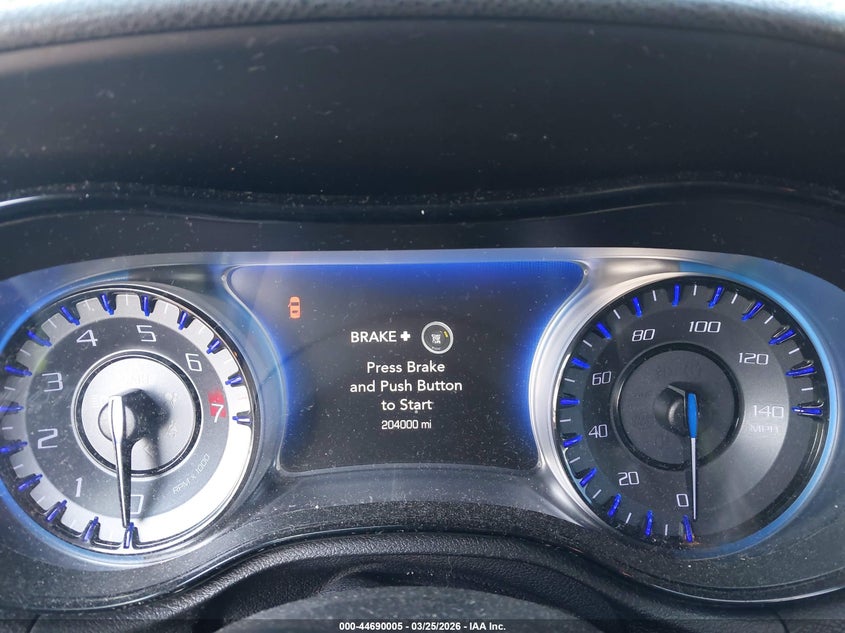 BRAKE +
Press Brake
and Push Button
to Start
204000 mi
0
1
2
3
4
5
6
7
RPM x 1000
0
20
40
60
80
100
120
140
MPH
000-44690005 - 03/25/2026 - IAA Inc.